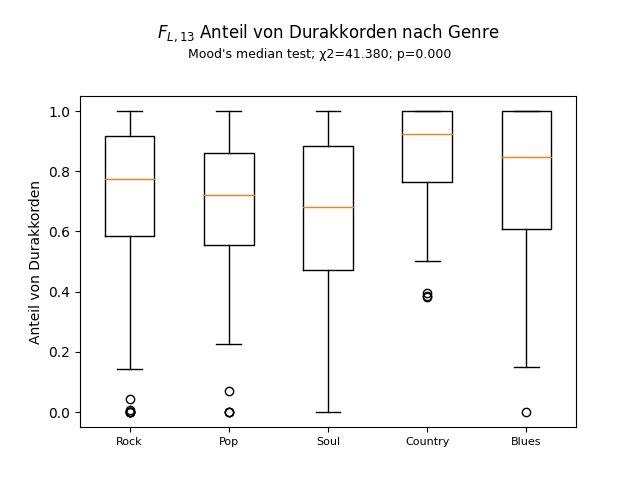 F_{L, 13} Anteil von Durakkorden nach Genre
Mood's median test; χ2=41.380; p=0.000
Anteil von Durakkorden
1.0
0.8
0.6
0.4
0.2
0.0
Rock Pop Soul Country Blues